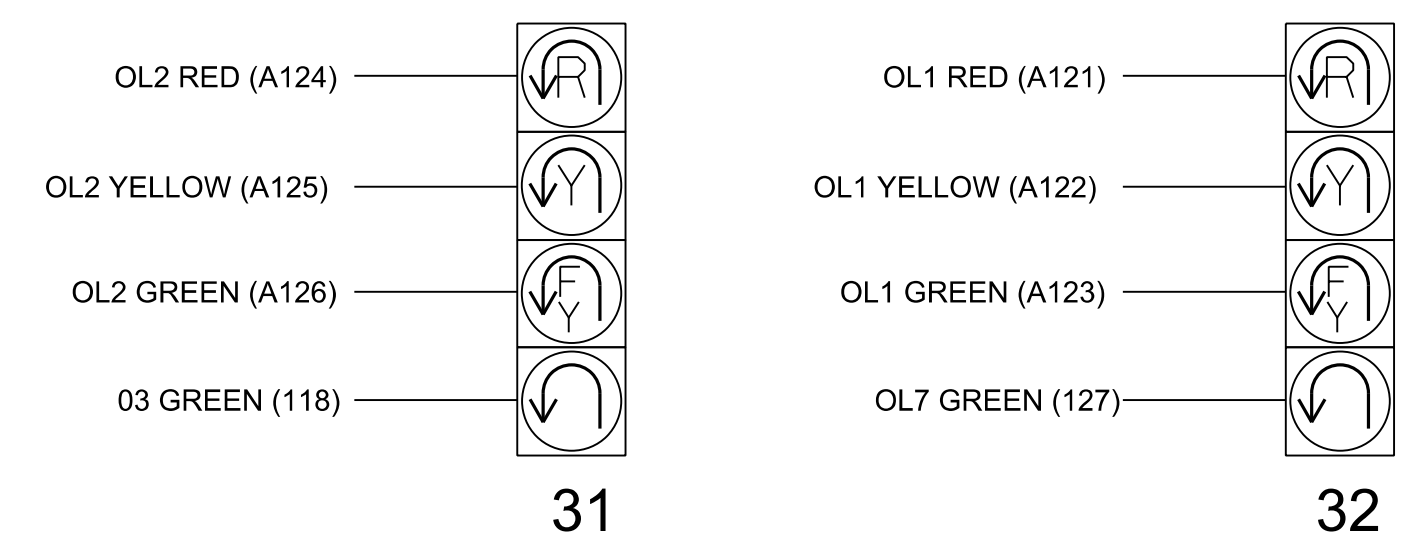 OL2 RED (A124)
R
OL2 YELLOW (A125)
Y
OL2 GREEN (A126)
F
Y
03 GREEN (118)
31
OL1 RED (A121)
R
OL1 YELLOW (A122)
Y
OL1 GREEN (A123)
F
Y
OL7 GREEN (127)
32